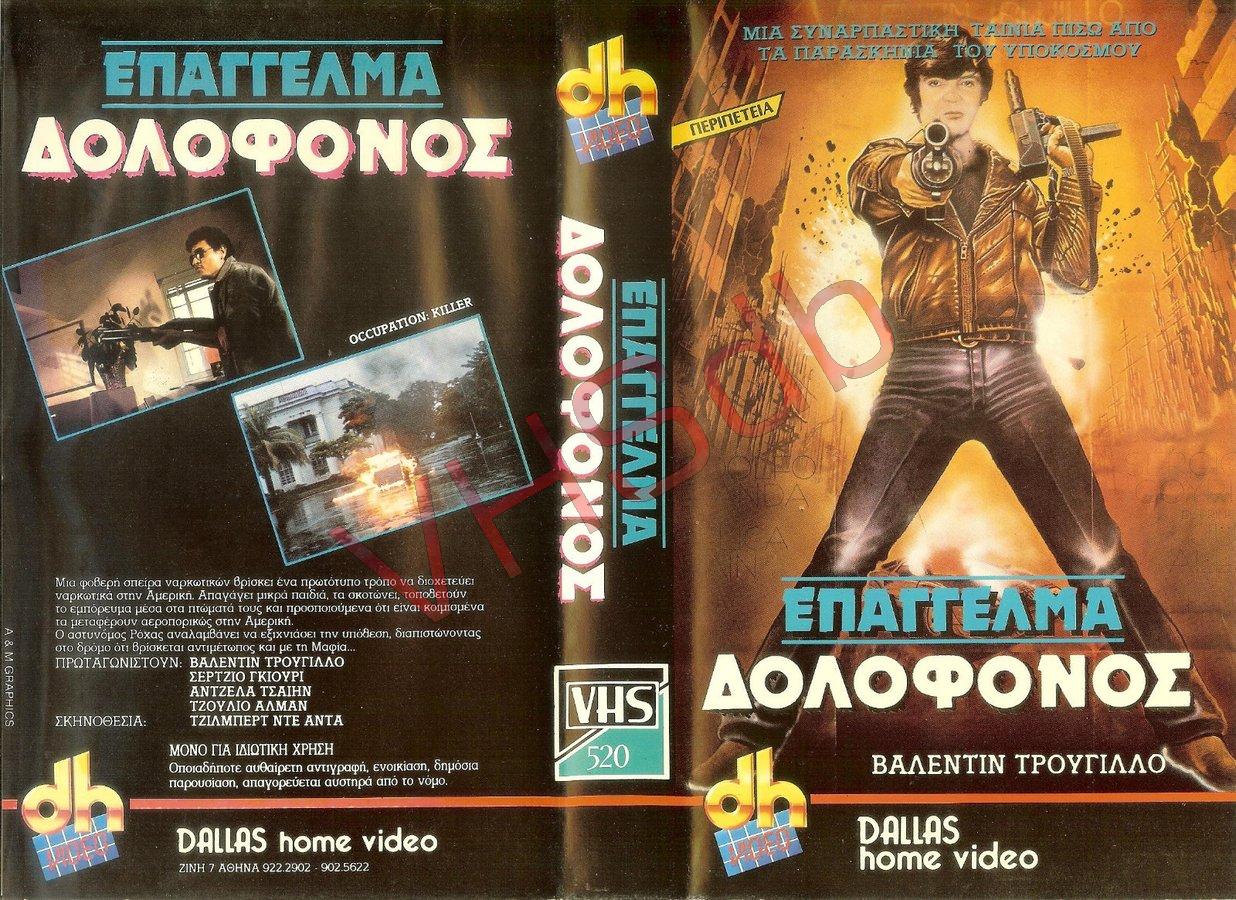 ΕΠΑΓΓΕΛΜΑ
ΔΟΛΟΦΟΝΟΣ
OCCUPATION: KILLER
Μια φοβερή σπείρα ναρκωτικών βρίσκει ένα πρωτότυπο τρόπο να διοχετεύει
ναρκωτικά στην Αμερική. Απαγάγει μικρά παιδιά, τα σκοτώνει, τοποθετούν
το εμπόρευμα μέσα στα πτώματά τους και προσποιούμενα ότι είναι κοιμισμένα
τα μεταφέρουν αεροπορικώς στην Αμερική.
Ο αστυνόμος Ρόχας αναλαμβάνει να εξιχνιάσει την υπόθεση, διαπιστώνοντας
στο δρόμο ότι βρίσκεται αντιμέτωπος και με τη Μαφία...
ΠΡΩΤΑΓΩΝΙΣΤΟΥΝ: ΒΑΛΕΝΤΙΝ ΤΡΟΥΓΙΛΛΟ
ΣΕΡΤΖΙΟ ΓΚΙΟΥΡΙ
ΑΝΤΖΕΛΑ ΤΣΑΙΗΝ
ΤΖΟΥΛΙΟ ΑΛΜΑΝ
ΣΚΗΝΟΘΕΣΙΑ: ΤΖΙΛΜΠΕΡΤ ΝΤΕ ΑΝΤΑ
ΜΟΝΟ ΓΙΑ ΙΔΙΩΤΙΚΗ ΧΡΗΣΗ
Οποιαδήποτε αυθαίρετη αντιγραφή, ενοικίαση, δημόσια
παρουσίαση, απαγορεύεται αυστηρά από το νόμο.
A & M GRAPHICS
dh
VIDEO
DALLAS home video
ΖΙΝΗ 7 ΑΘΗΝΑ 922.2902 - 902.5622
dh
VIDEO
ΕΠΑΓΓΕΛΜΑ
ΔΟΛΟΦΟΝΟΣ
VHS
520
ΜΙΑ ΣΥΝΑΡΠΑΣΤΙΚΗ ΤΑΙΝΙΑ ΠΙΣΩ ΑΠΟ
ΤΑ ΠΑΡΑΣΚΗΝΙΑ ΤΟΥ ΥΠΟΚΟΣΜΟΥ
ΠΕΡΙΠΕΤΕΙΑ
ΕΠΑΓΓΕΛΜΑ
ΔΟΛΟΦΟΝΟΣ
ΒΑΛΕΝΤΙΝ ΤΡΟΥΓΙΛΛΟ
dh
VIDEO
DALLAS
home video
VHSdb